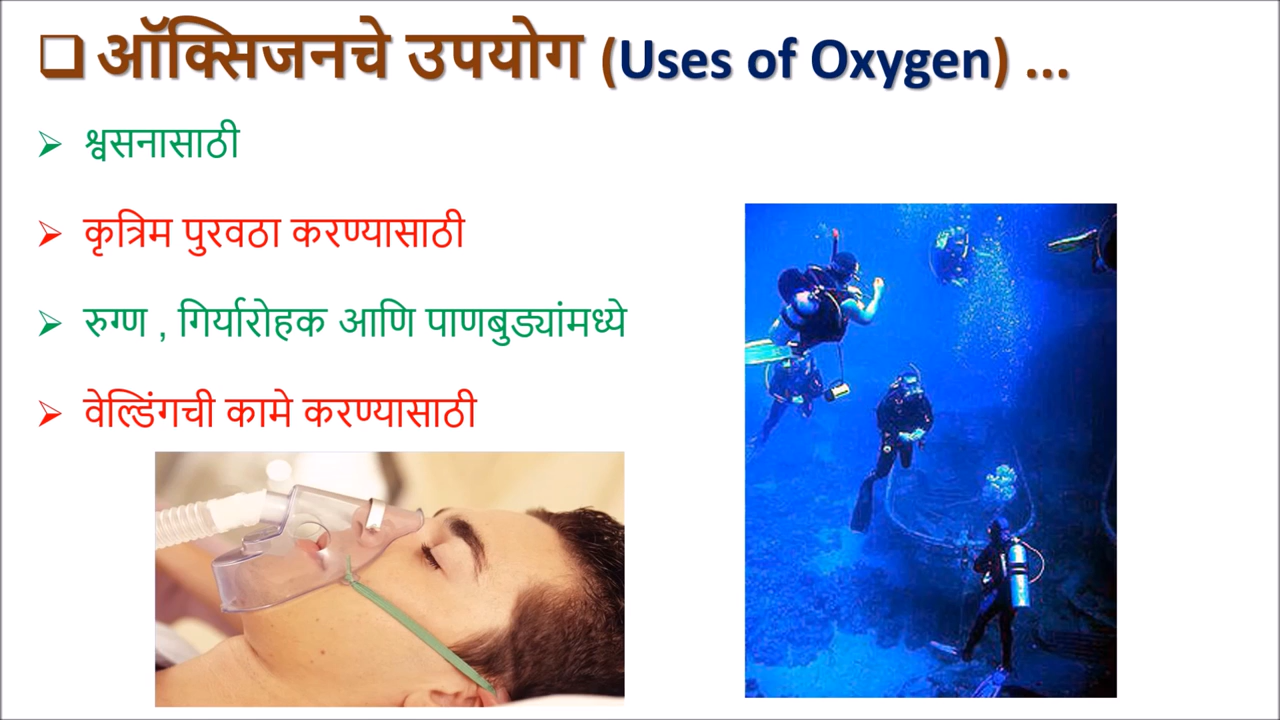 ऑक्सिजनचे उपयोग (Uses of Oxygen) ...
श्वसनासाठी
कृत्रिम पुरवठा करण्यासाठी
रुग्ण , गिर्यारोहक आणि पाणबुड्यांमध्ये
वेल्डिंगची कामे करण्यासाठी